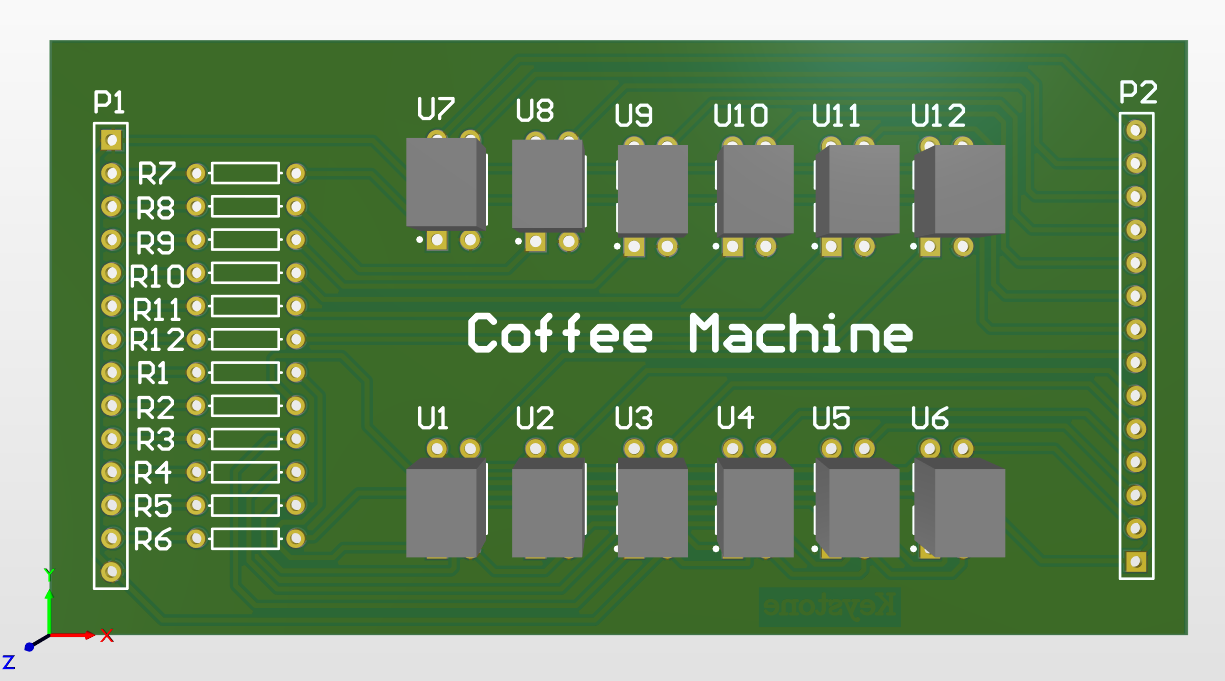 P1
P2
U7 U8 U9 U10 U11 U12
R7
R8
R9
R10
R11
R12
R1
R2
R3
R4
R5
R6
Coffee Machine
U1 U2 U3 U4 U5 U6
Keystone
Y
X
Z